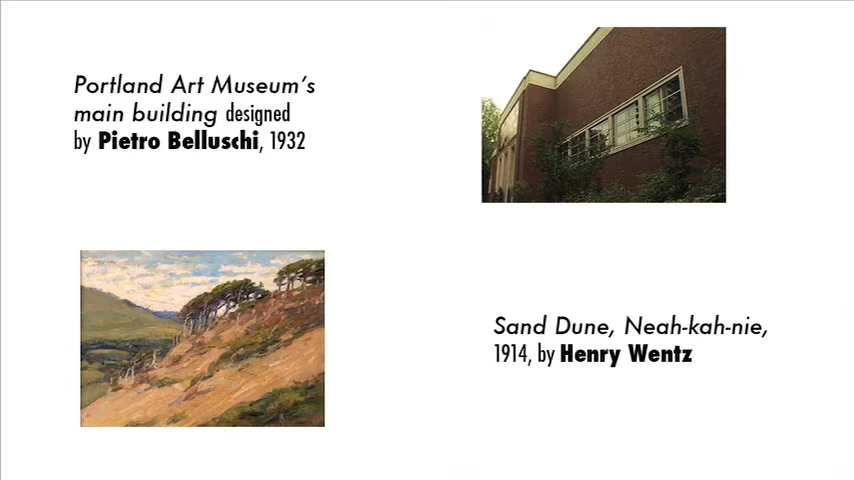 Portland Art Museum's
main building designed
by Pietro Belluschi, 1932
Sand Dune, Neah-kah-nie,
1914, by Henry Wentz